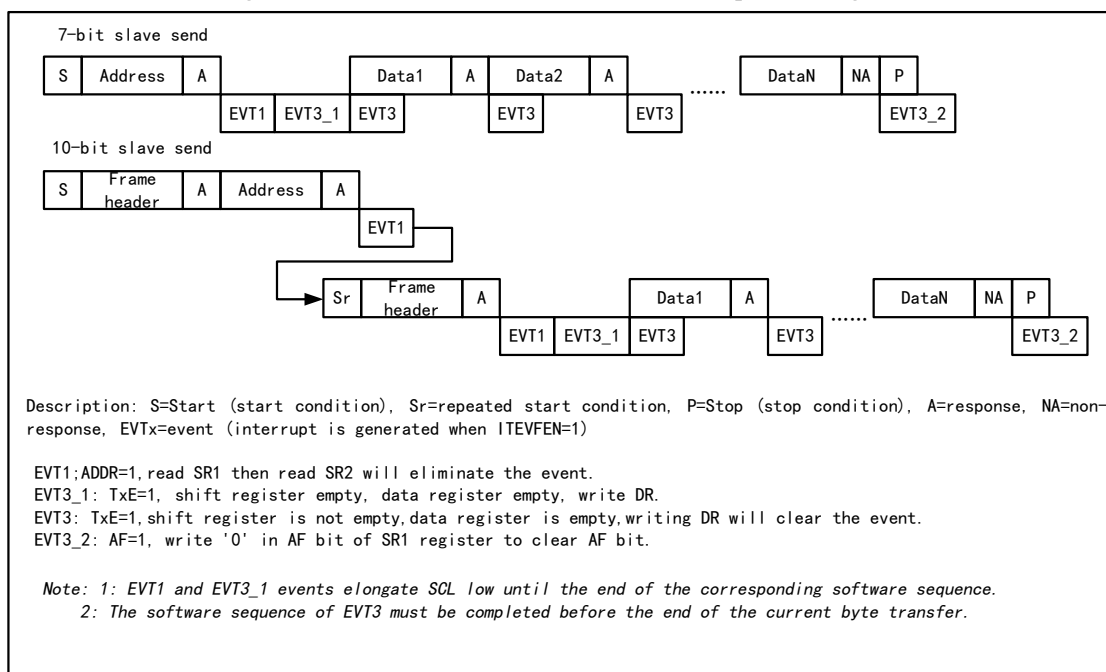 7-bit slave send
S Address A Data1 A Data2 A ...... DataN NA P
EVT1 EVT3_1 EVT3 EVT3 EVT3 EVT3_2
10-bit slave send
S Frame header A Address A
EVT1
Sr Frame header A Data1 A ...... DataN NA P
EVT1 EVT3_1 EVT3 EVT3 EVT3_2
Description: S=Start (start condition), Sr=repeated start condition, P=Stop (stop condition), A=response, NA=non-
response, EVTx=event (interrupt is generated when ITEVFEN=1)
EVT1;ADDR=1, read SR1 then read SR2 will eliminate the event.
EVT3_1: TxE=1, shift register empty, data register empty, write DR.
EVT3: TxE=1, shift register is not empty, data register is empty, writing DR will clear the event.
EVT3_2: AF=1, write '0' in AF bit of SR1 register to clear AF bit.
Note: 1: EVT1 and EVT3_1 events elongate SCL low until the end of the corresponding software sequence.
2: The software sequence of EVT3 must be completed before the end of the current byte transfer.